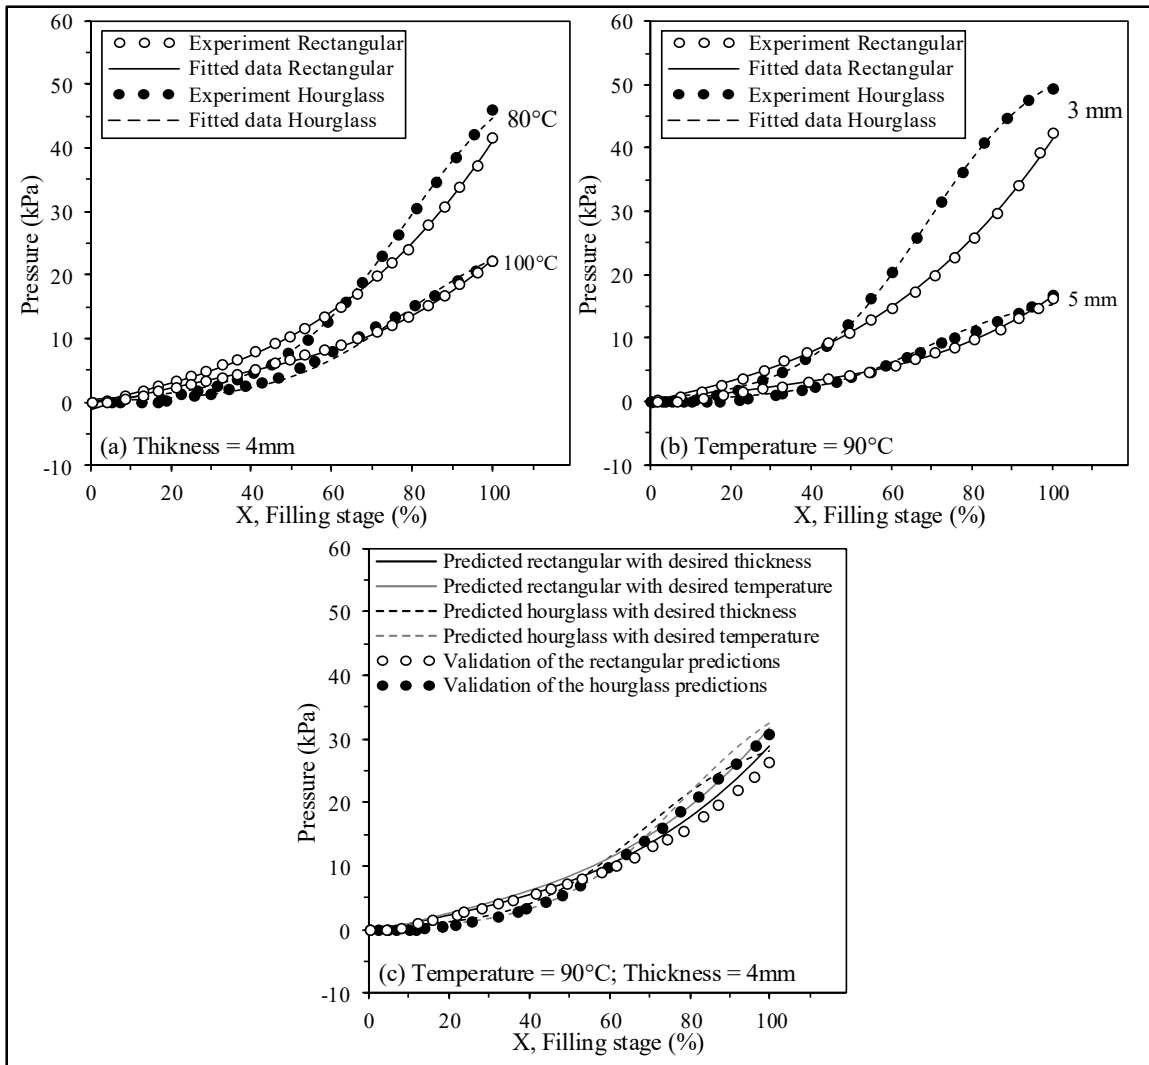 60
50
40
30
20
10
0
-10
Pressure (kPa)
Experiment Rectangular
Fitted data Rectangular
Experiment Hourglass
Fitted data Hourglass
80°C
100°C
(a) Thikness = 4mm
0 20 40 60 80 100
X, Filling stage (%)
60
50
40
30
20
10
0
-10
Pressure (kPa)
Experiment Rectangular
Fitted data Rectangular
Experiment Hourglass
Fitted data Hourglass
3 mm
5 mm
(b) Temperature = 90°C
0 20 40 60 80 100
X, Filling stage (%)
60
50
40
30
20
10
0
-10
Pressure (kPa)
Predicted rectangular with desired thickness
Predicted rectangular with desired temperature
Predicted hourglass with desired thickness
Predicted hourglass with desired temperature
Validation of the rectangular predictions
Validation of the hourglass predictions
(c) Temperature = 90°C; Thickness = 4mm
0 20 40 60 80 100
X, Filling stage (%)